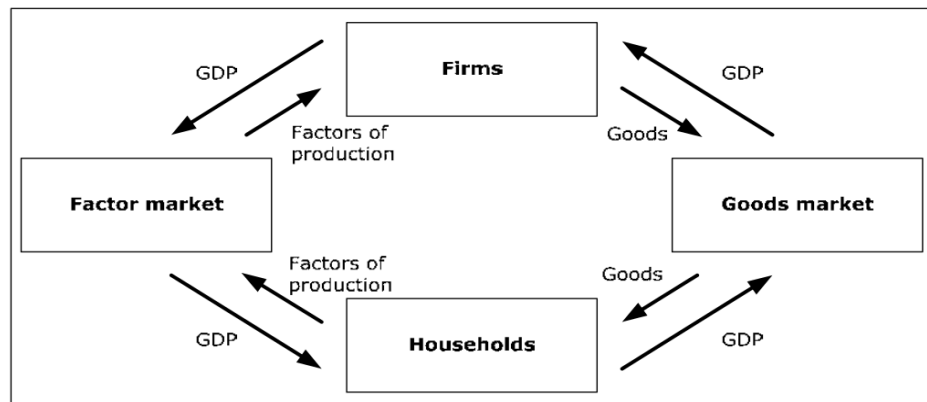 Firms
GDP
GDP
Factors of
production
Goods
Factor market
Goods market
Factors of
production
Goods
GDP
GDP
Households